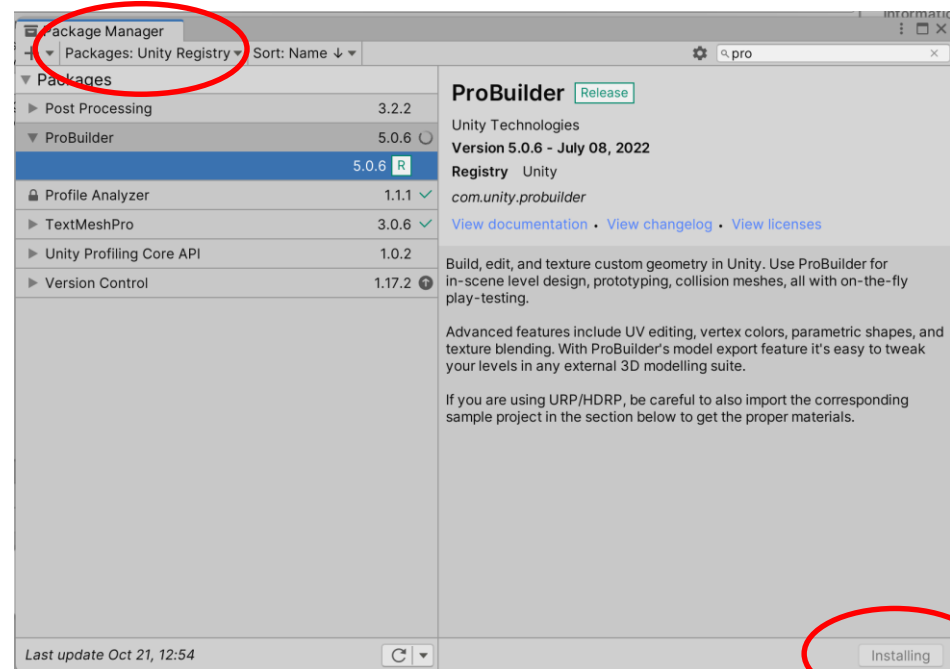 Information
Package Manager
+ Packages: Unity Registry Sort: Name ↓ pro
Packages
Post Processing 3.2.2
ProBuilder 5.0.6
5.0.6 R
Profile Analyzer 1.1.1
TextMeshPro 3.0.6
Unity Profiling Core API 1.0.2
Version Control 1.17.2
ProBuilder Release
Unity Technologies
Version 5.0.6 - July 08, 2022
Registry Unity
com.unity.probuilder
View documentation • View changelog • View licenses
Build, edit, and texture custom geometry in Unity. Use ProBuilder for
in-scene level design, prototyping, collision meshes, all with on-the-fly
play-testing.
Advanced features include UV editing, vertex colors, parametric shapes, and
texture blending. With ProBuilder's model export feature it's easy to tweak
your levels in any external 3D modelling suite.
If you are using URP/HDRP, be careful to also import the corresponding
sample project in the section below to get the proper materials.
Last update Oct 21, 12:54
Installing